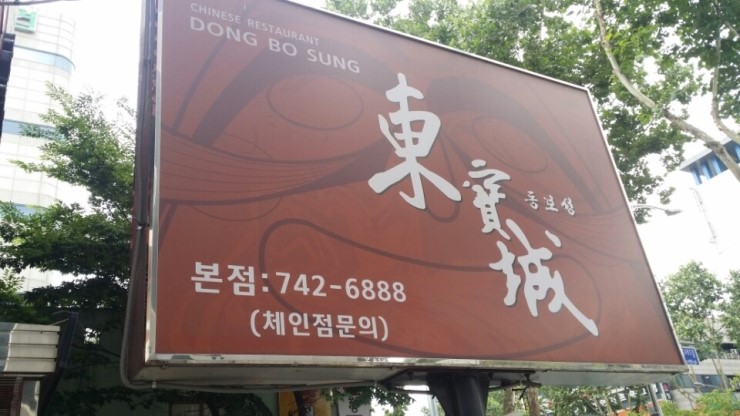 CHINESE RESTAURANT
DONG BO SUNG
東寶城
동보성
본점:742-6888
(체인점문의)